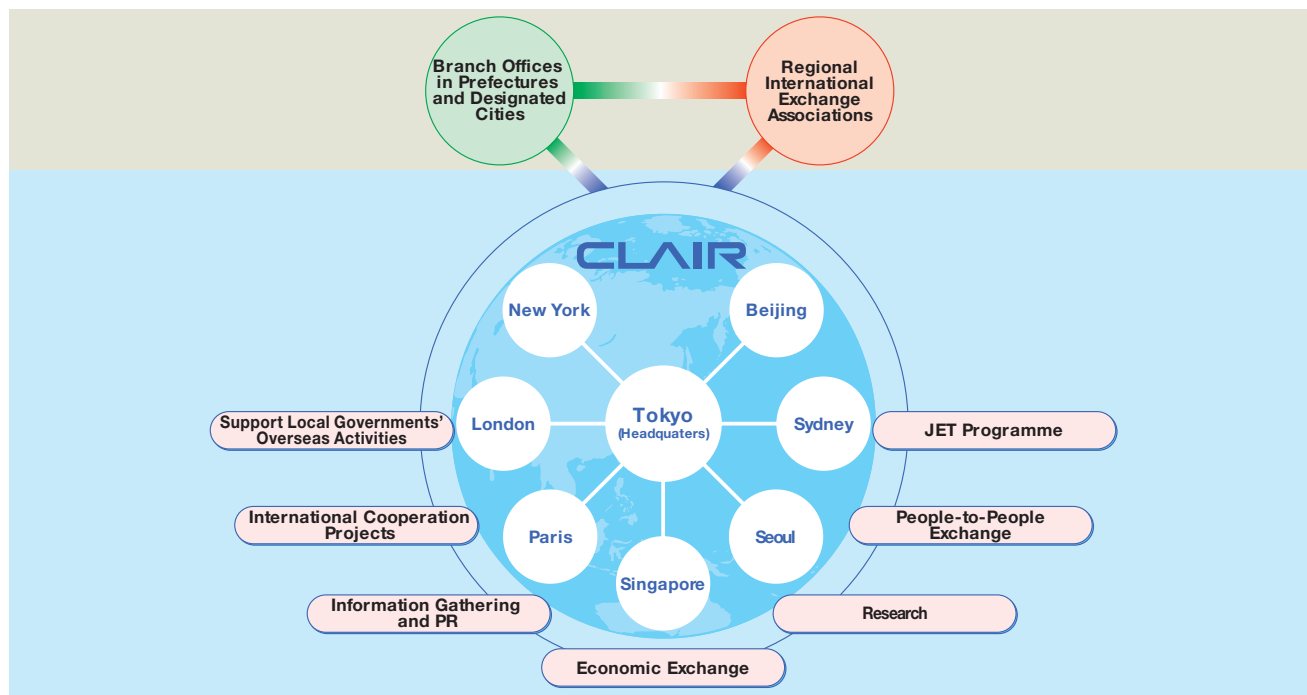 Branch Offices
in Prefectures
and Designated
Cities
Regional
International
Exchange
Associations
CLAIR
New York
Beijing
London
Tokyo
(Headquaters)
Sydney
Paris
Seoul
Singapore
Support Local Governments’
Overseas Activities
JET Programme
International Cooperation
Projects
People-to-People
Exchange
Information Gathering
and PR
Research
Economic Exchange